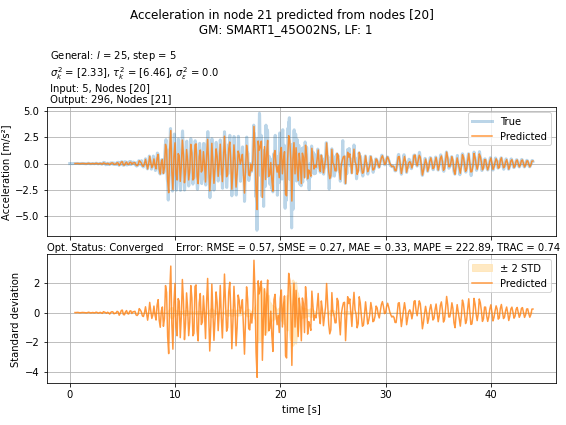 Acceleration in node 21 predicted from nodes [20]
GM: SMART1_45O02NS, LF: 1
General: l = 25, step = 5
σ²ₖ = [2.33], τ²ₖ = [6.46], σ²ε = 0.0
Input: 5, Nodes [20]
Output: 296, Nodes [21]
Acceleration [m/s²]
5.0
2.5
0.0
−2.5
−5.0
True
Predicted
Opt. Status: Converged Error: RMSE = 0.57, SMSE = 0.27, MAE = 0.33, MAPE = 222.89, TRAC = 0.74
Standard deviation
2
0
−2
−4
± 2 STD
Predicted
0 10 20 30 40
time [s]